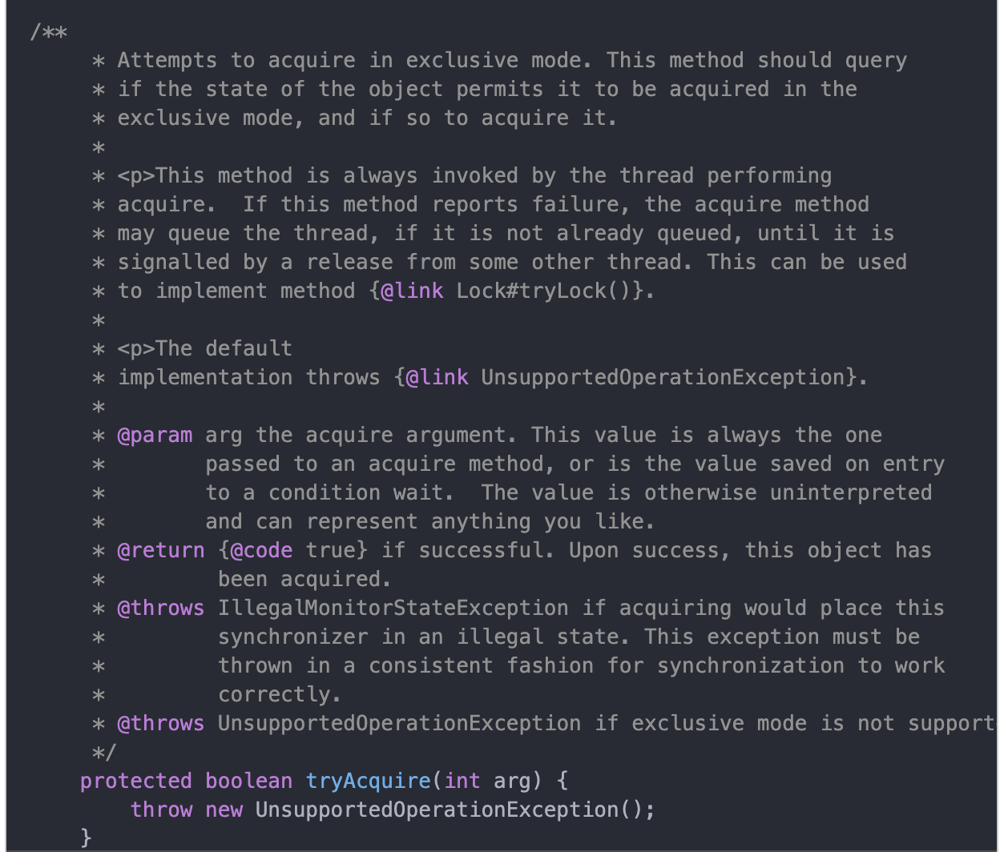 /**
* Attempts to acquire in exclusive mode. This method should query
* if the state of the object permits it to be acquired in the
* exclusive mode, and if so to acquire it.
*
* <p>This method is always invoked by the thread performing
* acquire.  If this method reports failure, the acquire method
* may queue the thread, if it is not already queued, until it is
* signalled by a release from some other thread. This can be used
* to implement method {@link Lock#tryLock()}.
*
* <p>The default
* implementation throws {@link UnsupportedOperationException}.
*
* @param arg the acquire argument. This value is always the one
*        passed to an acquire method, or is the value saved on entry
*        to a condition wait.  The value is otherwise uninterpreted
*        and can represent anything you like.
* @return {@code true} if successful. Upon success, this object has
*         been acquired.
* @throws IllegalMonitorStateException if acquiring would place this
*         synchronizer in an illegal state. This exception must be
*         thrown in a consistent fashion for synchronization to work
*         correctly.
* @throws UnsupportedOperationException if exclusive mode is not support
*/
protected boolean tryAcquire(int arg) {
    throw new UnsupportedOperationException();
}